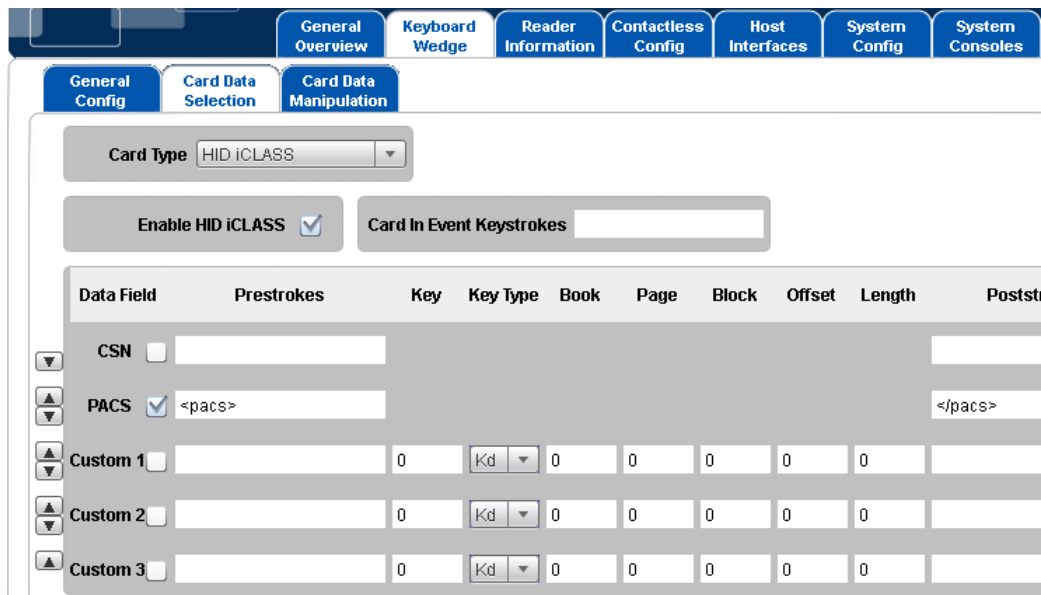 General Overview Keyboard Wedge Reader Information Contactless Config Host Interfaces System Config System Consoles
General Config Card Data Selection Card Data Manipulation
Card Type HID iCLASS
Enable HID iCLASS Card In Event Keystrokes
Data Field Prestrokes Key Key Type Book Page Block Offset Length
CSN
PACS <pacs> </pacs>
Custom 1 0 Kd 0 0 0 0 0
Custom 2 0 Kd 0 0 0 0 0
Custom 3 0 Kd 0 0 0 0 0